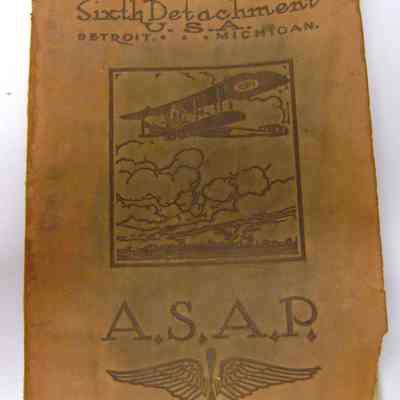 Sixth Detachment
U.S.A.
DETROIT. . . MICHIGAN.
A.S.A.P.